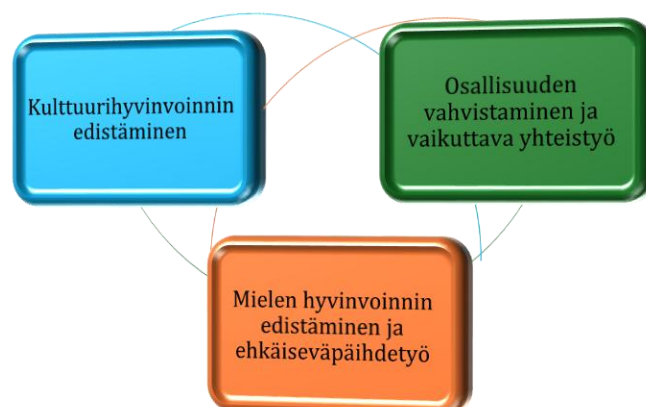 Kulttuurihyvinvoinnin
edistäminen
Osallisuuden
vahvistaminen ja
vaikuttava yhteistyö
Mielen hyvinvoinnin
edistäminen ja
ehkäiseväpäihdetyö